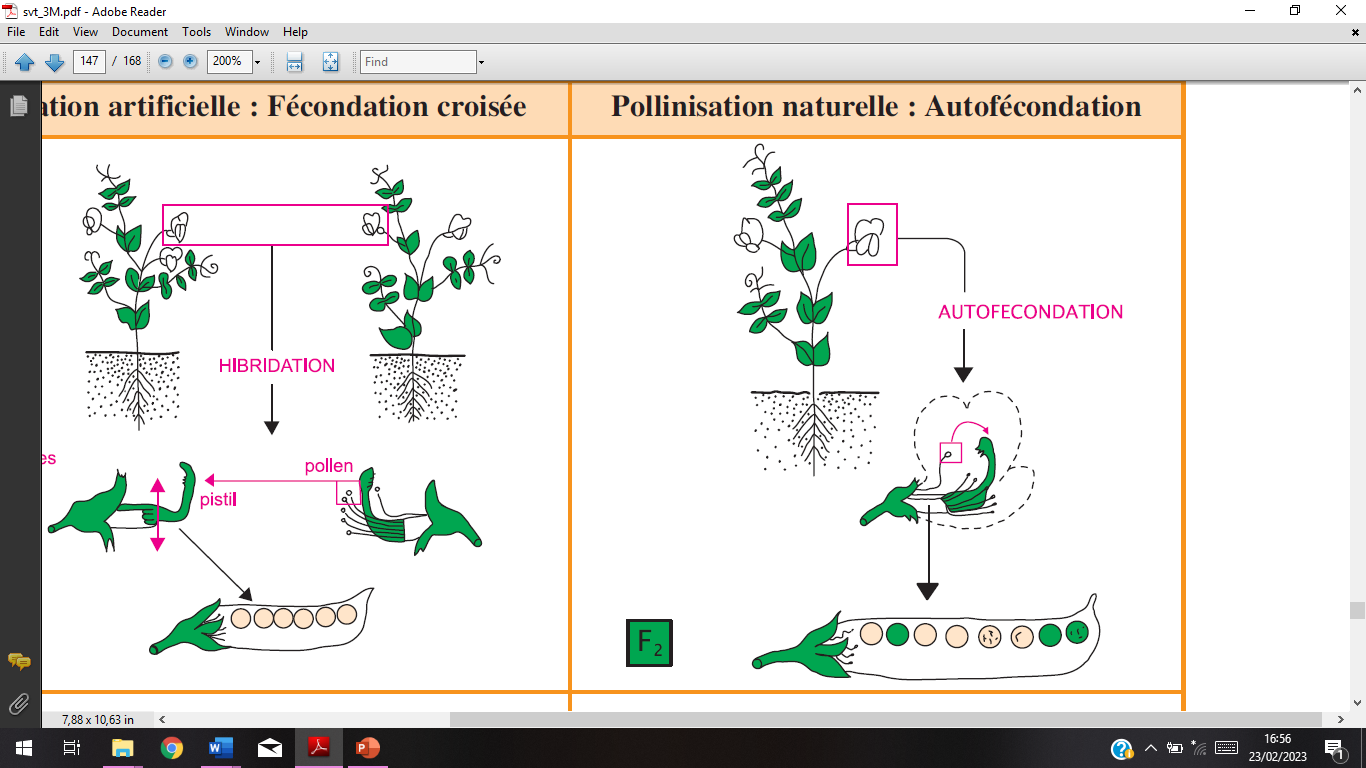 svt_3M.pdf - Adobe Reader
File Edit View Document Tools Window Help
147 / 168 200% Find
ation artificielle : Fécondation croisée
Pollinisation naturelle : Autofécondation
HIBRIDATION
AUTOFECONDATION
es
pollen
pistil
F2
7,88 x 10,63 in
16:56
23/02/2023
1